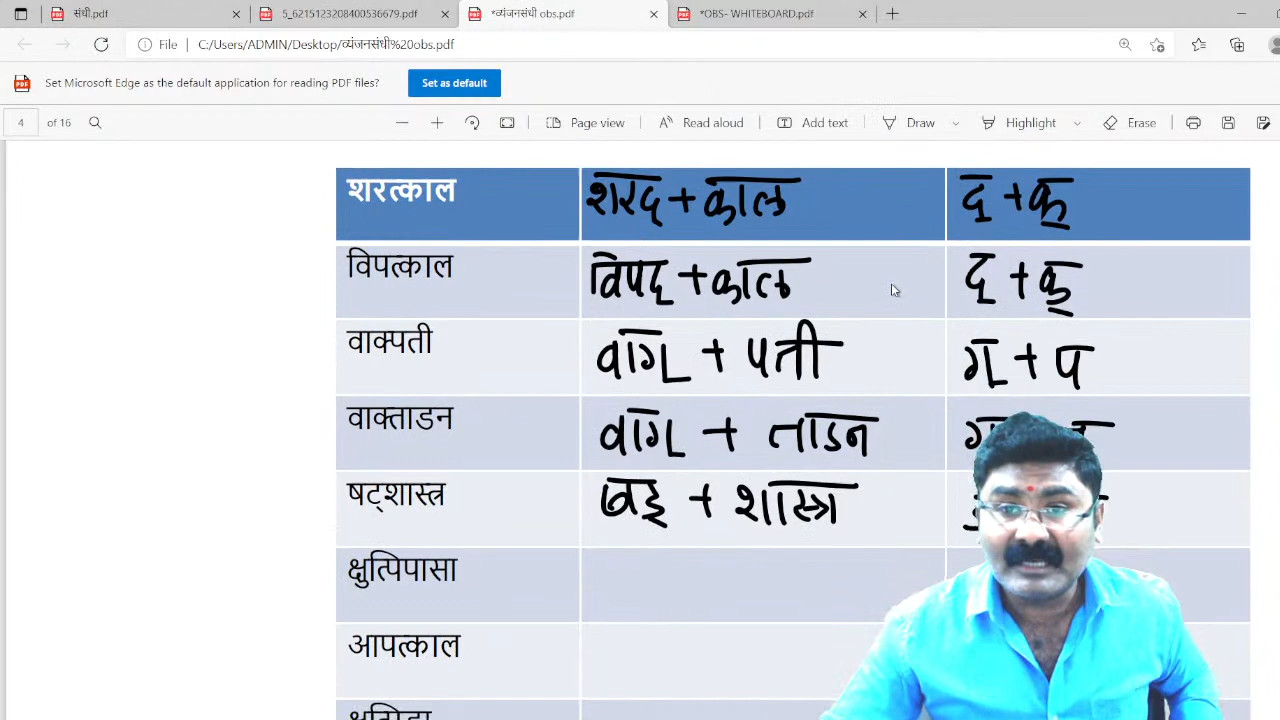 संधी.pdf
5_6215123208400536679.pdf
*व्यंजनसंधी obs.pdf
*OBS- WHITEBOARD.pdf
File C:/Users/ADMIN/Desktop/व्यंजनसंधी%20obs.pdf
Set Microsoft Edge as the default application for reading PDF files? Set as default
4 of 16 Page view Read aloud Add text Draw Highlight Erase
शरत्काल शरद् + काल द् + क्
विपत्काल विपद् + काल द् + क्
वाक्पती वाग् + पती ग् + प
वाक्ताडन वाग् + ताडन
षट्शास्त्र षड् + शास्त्र
क्षुत्पिपासा
आपत्काल